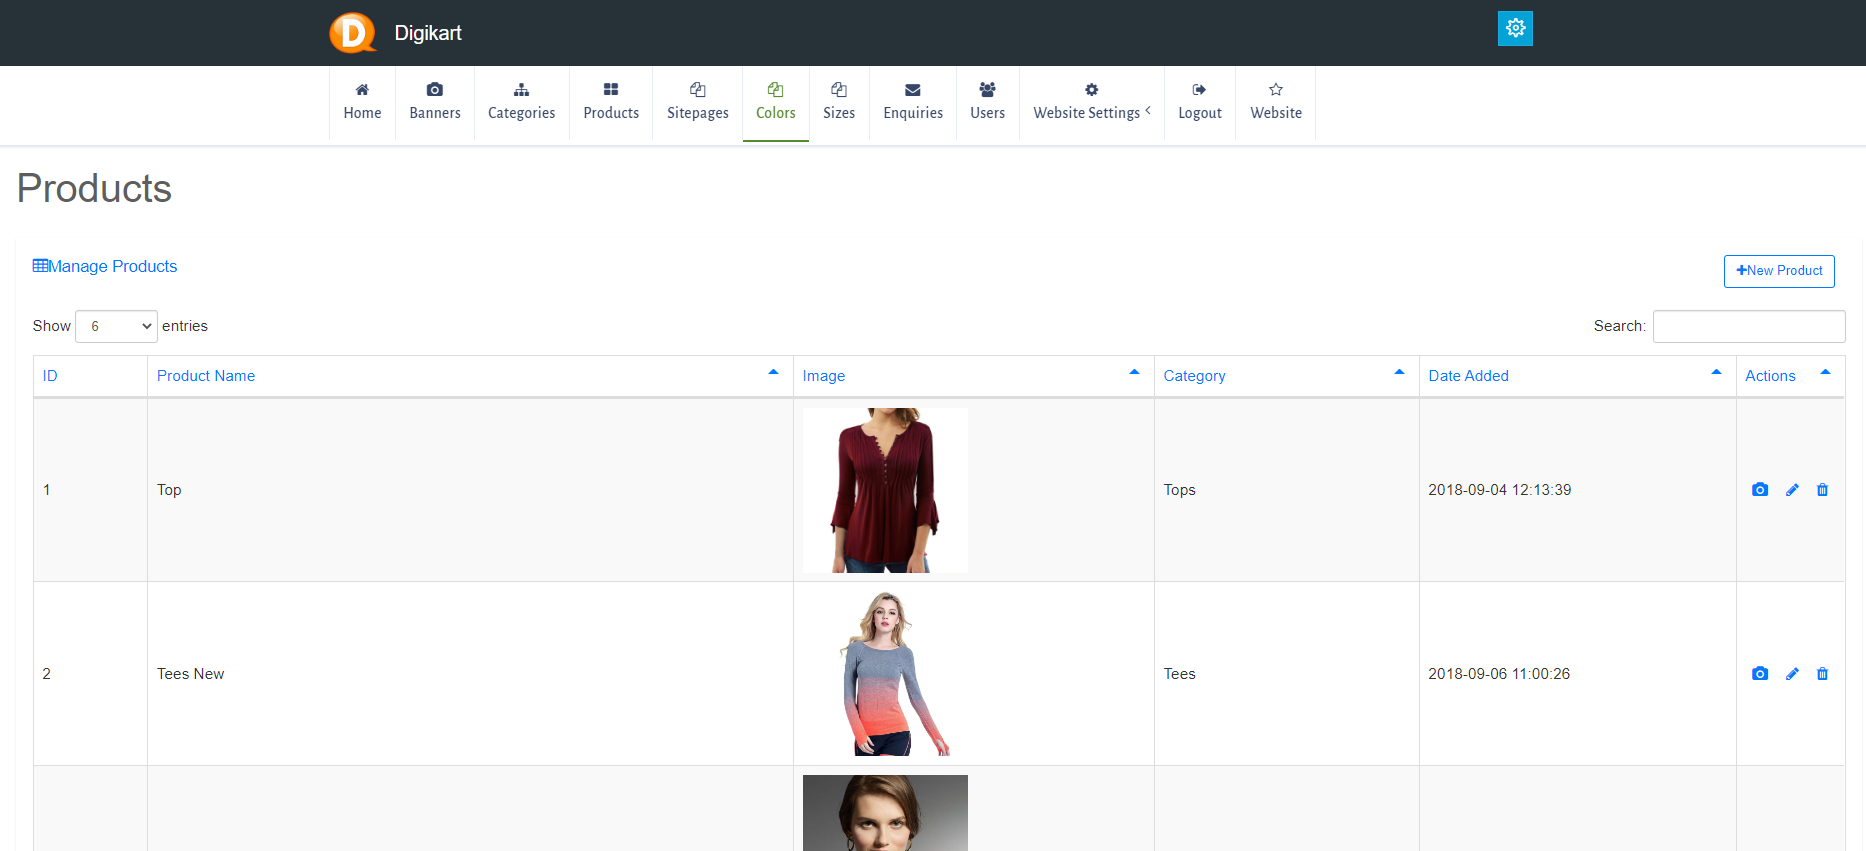 D Digikart
Home Banners Categories Products Sitepages Colors Sizes Enquiries Users Website Settings < Logout Website
Products
Manage Products
New Product
Show 6 entries
Search:
ID Product Name Image Category Date Added Actions
1 Top Tops 2018-09-04 12:13:39
2 Tees New Tees 2018-09-06 11:00:26